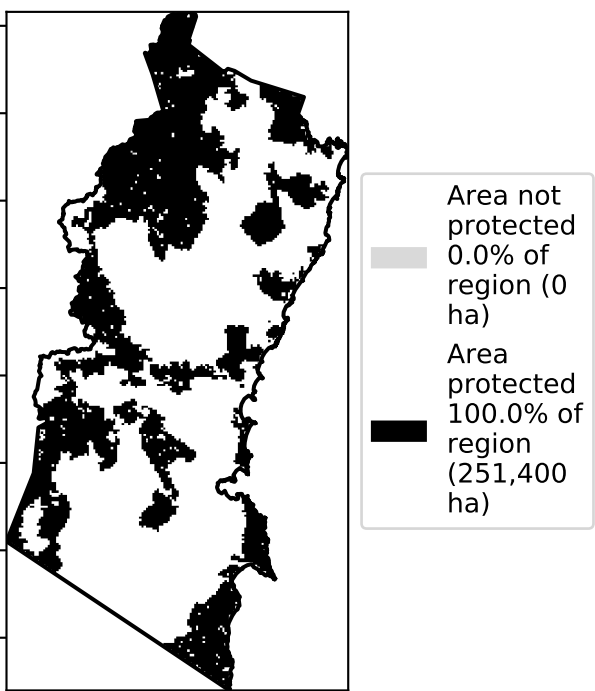 Area not
protected
0.0% of
region (0
ha)
Area
protected
100.0% of
region
(251,400
ha)